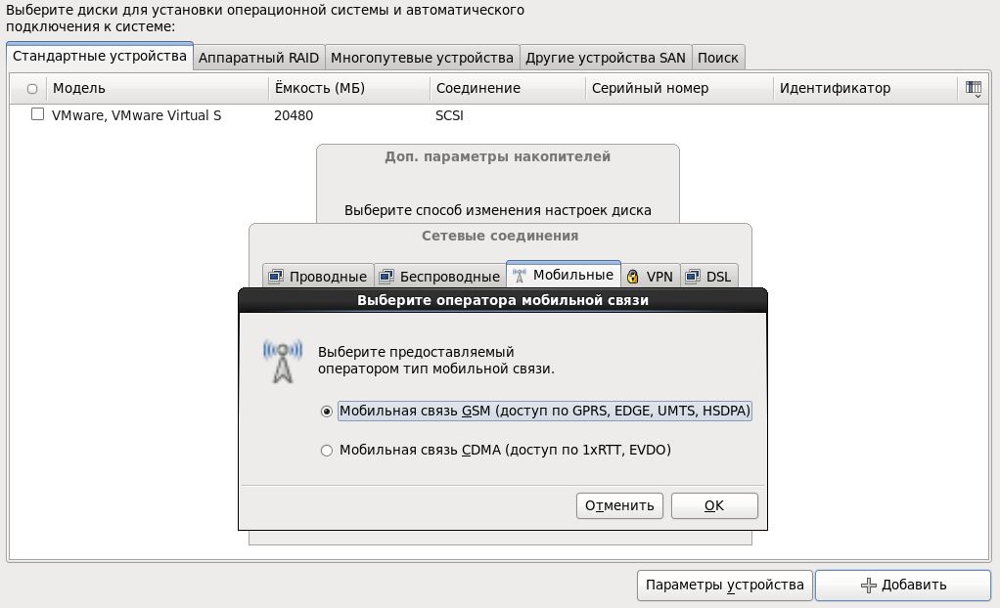 Выберите диски для установки операционной системы и автоматического
подключения к системе:
Стандартные устройства
Аппаратный RAID
Многопутевые устройства
Другие устройства SAN
Поиск
Модель
Ёмкость (МБ)
Соединение
Серийный номер
Идентификатор
VMware, VMware Virtual S
20480
SCSI
Доп. параметры накопителей
Выберите способ изменения настроек диска
Сетевые соединения
Проводные
Беспроводные
Мобильные
VPN
DSL
Выберите оператора мобильной связи
Выберите предоставляемый
оператором тип мобильной связи.
Мобильная связь GSM (доступ по GPRS, EDGE, UMTS, HSDPA)
Мобильная связь CDMA (доступ по 1xRTT, EVDO)
Отменить
OK
Параметры устройства
Добавить